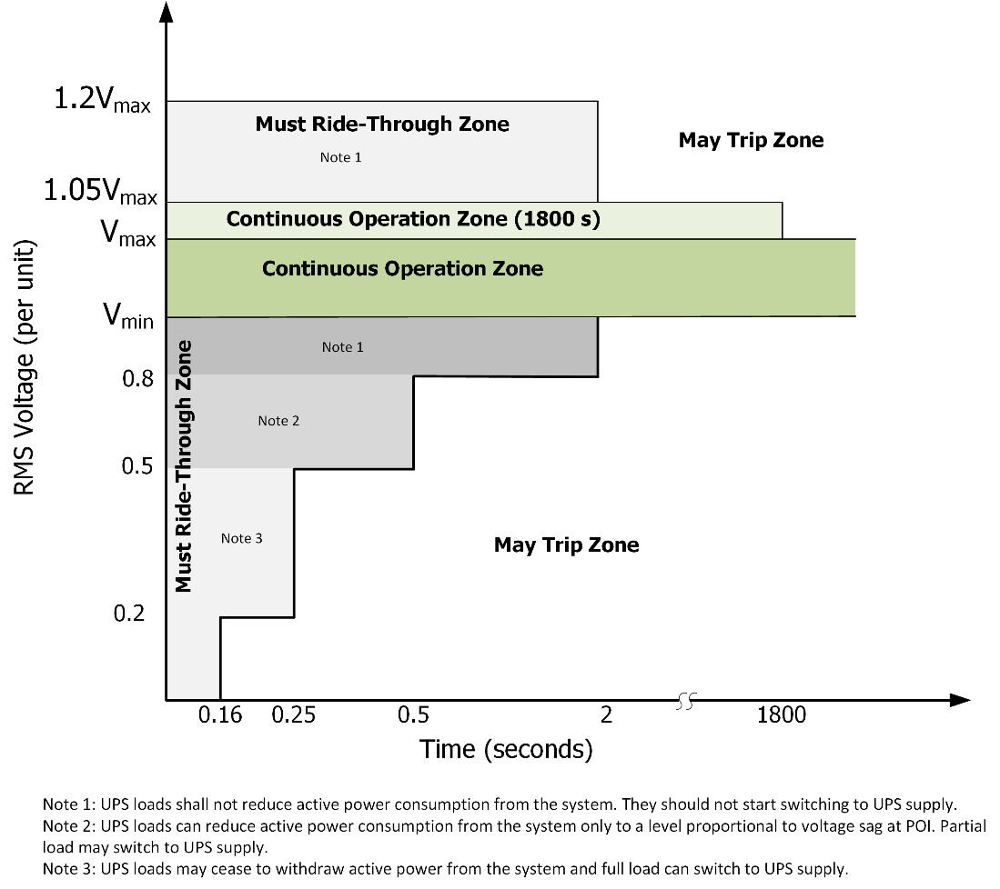 1.2Vmax
Must Ride-Through Zone
Note 1
May Trip Zone
1.05Vmax
Continuous Operation Zone (1800 s)
Vmax
Continuous Operation Zone
Vmin
Note 1
0.8
Note 2
0.5
Note 3
0.2
Must Ride-Through Zone
May Trip Zone
RMS Voltage (per unit)
0.16 0.25 0.5 2 1800
Time (seconds)
Note 1: UPS loads shall not reduce active power consumption from the system. They should not start switching to UPS supply.
Note 2: UPS loads can reduce active power consumption from the system only to a level proportional to voltage sag at POI. Partial
load may switch to UPS supply.
Note 3: UPS loads may cease to withdraw active power from the system and full load can switch to UPS supply.